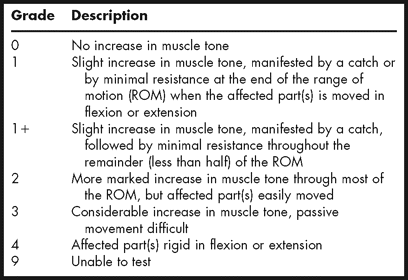 Grade Description
0 No increase in muscle tone
1 Slight increase in muscle tone, manifested by a catch or
by minimal resistance at the end of the range of
motion (ROM) when the affected part(s) is moved in
flexion or extension
1+ Slight increase in muscle tone, manifested by a catch,
followed by minimal resistance throughout the
remainder (less than half) of the ROM
2 More marked increase in muscle tone through most of
the ROM, but affected part(s) easily moved
3 Considerable increase in muscle tone, passive
movement difficult
4 Affected part(s) rigid in flexion or extension
9 Unable to test